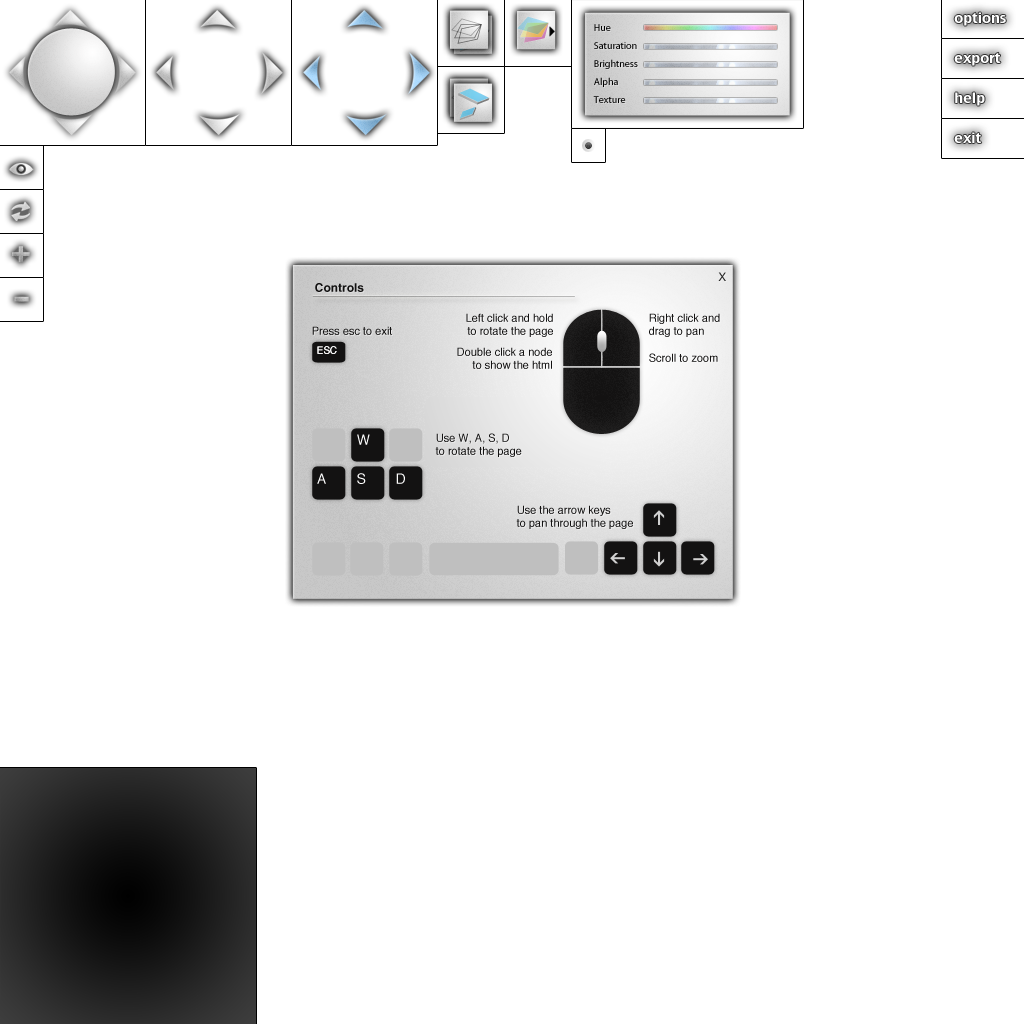 Hue
Saturation
Brightness
Alpha
Texture
options
export
help
exit
X
Controls
Press esc to exit
ESC
Left click and hold
to rotate the page
Double click a node
to show the html
Right click and
drag to pan
Scroll to zoom
W
A S D
Use W, A, S, D
to rotate the page
Use the arrow keys
to pan through the page